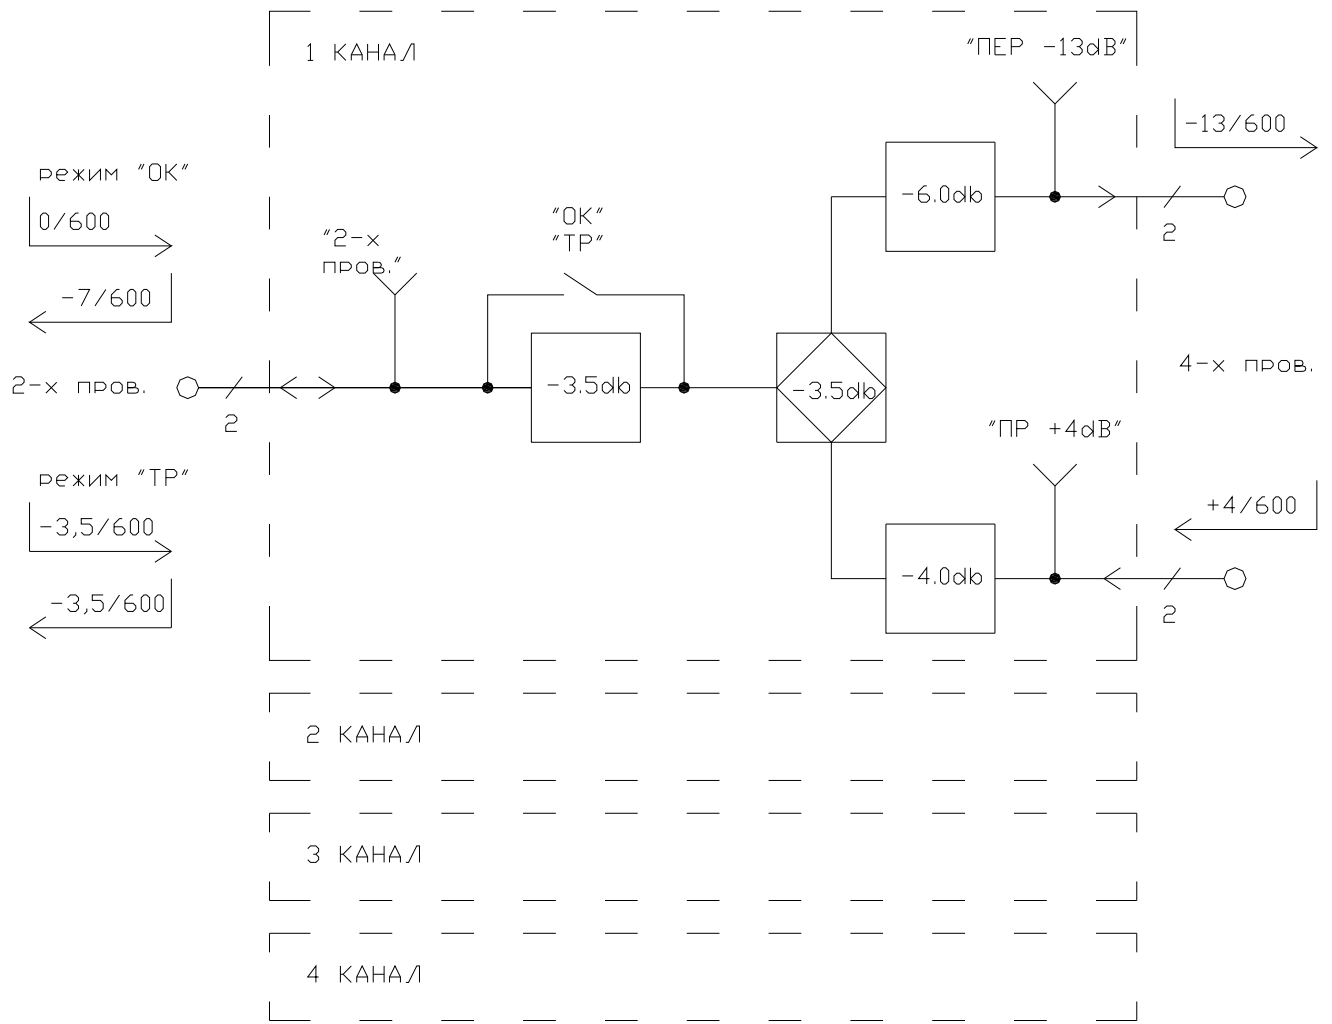 1 КАНАЛ
"ПЕР -13dB"
-13/600
режим "ОК"
0/600
-7/600
"2-х
пров."
"ОК"
"ТР"
-6.0db
2
2-х пров.
2
-3.5db
-3.5db
4-х пров.
"ПР +4dB"
+4/600
режим "ТР"
-3,5/600
-3,5/600
-4.0db
2
2 КАНАЛ
3 КАНАЛ
4 КАНАЛ